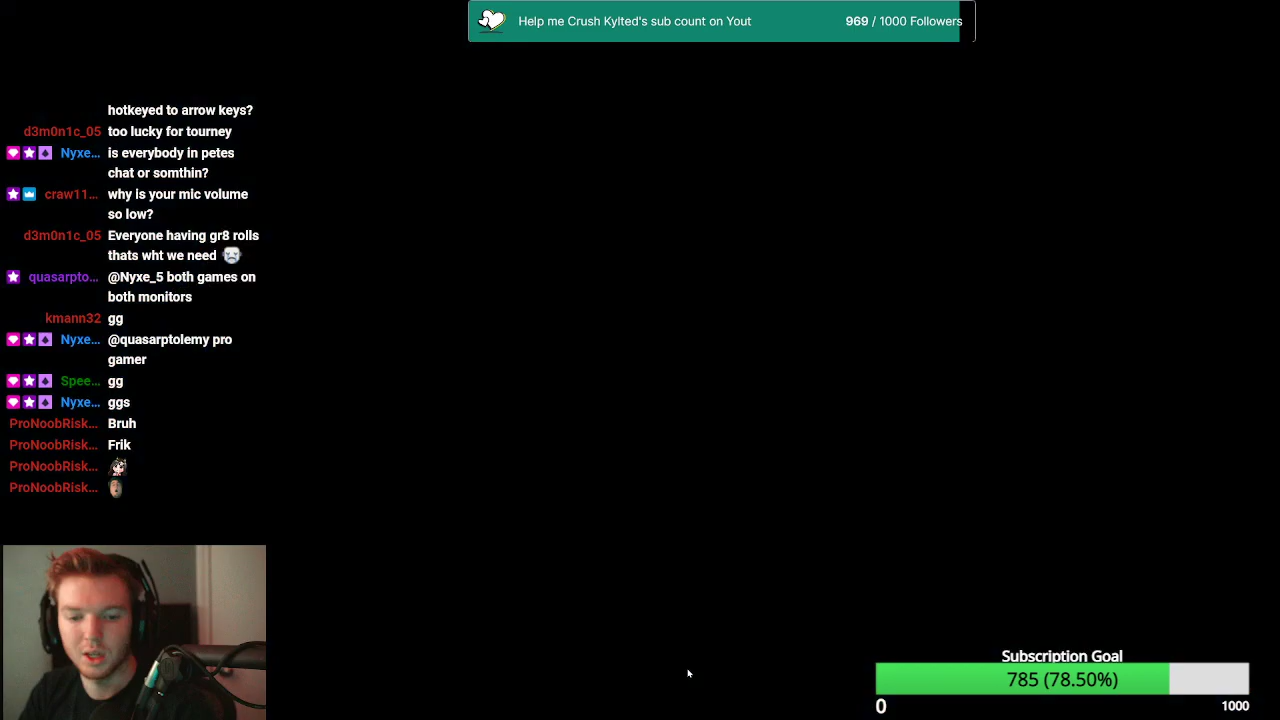 Help me Crush Kylted's sub count on Yout
969 / 1000 Followers
hotkeyed to arrow keys?
d3m0n1c_05 too lucky for tourney
Nyxe... is everybody in petes
chat or somthin?
craw11... why is your mic volume
so low?
d3m0n1c_05 Everyone having gr8 rolls
thats wht we need
quasarpto... @Nyxe_5 both games on
both monitors
kmann32 gg
Nyxe... @quasarptolemy pro
gamer
Spee... gg
Nyxe... ggs
ProNoobRisk... Bruh
ProNoobRisk... Frik
ProNoobRisk...
ProNoobRisk...
Subscription Goal
785 (78.50%)
0 1000